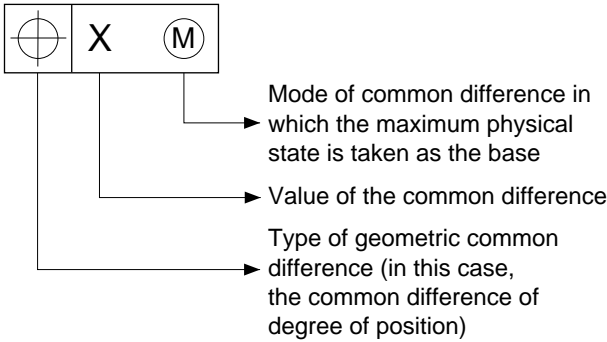 X Ⓜ
Mode of common difference in
which the maximum physical
state is taken as the base
Value of the common difference
Type of geometric common
difference (in this case,
the common difference of
degree of position)